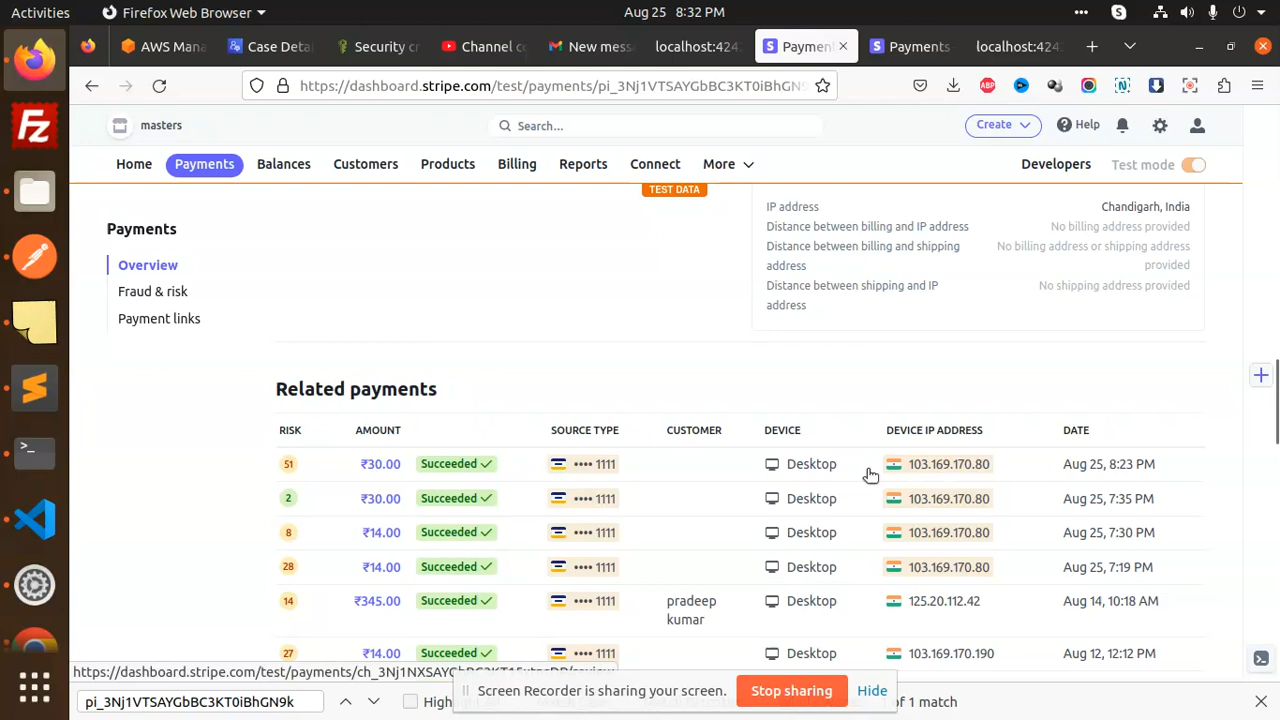 Activities Firefox Web Browser Aug 25 8:32 PM
AWS Mana Case Deta Security cr Channel co New mess localhost:424 Paymen Payments localhost:424
https://dashboard.stripe.com/test/payments/pi_3Nj1VTSAYGbBC3KT0iBhGN9
masters Search... Create Help
Home Payments Balances Customers Products Billing Reports Connect More Developers Test mode
TEST DATA
Payments
Overview
Fraud & risk
Payment links
IP address Chandigarh, India
Distance between billing and IP address No billing address provided
Distance between billing and shipping address No billing address or shipping address provided
Distance between shipping and IP address No shipping address provided
Related payments
RISK AMOUNT SOURCE TYPE CUSTOMER DEVICE DEVICE IP ADDRESS DATE
51 ₹30.00 Succeeded •••• 1111 Desktop 103.169.170.80 Aug 25, 8:23 PM
2 ₹30.00 Succeeded •••• 1111 Desktop 103.169.170.80 Aug 25, 7:35 PM
8 ₹14.00 Succeeded •••• 1111 Desktop 103.169.170.80 Aug 25, 7:30 PM
28 ₹14.00 Succeeded •••• 1111 Desktop 103.169.170.80 Aug 25, 7:19 PM
14 ₹345.00 Succeeded •••• 1111 pradeep kumar Desktop 125.20.112.42 Aug 14, 10:18 AM
27 ₹14.00 Succeeded •••• 1111 Desktop 103.169.170.190 Aug 12, 12:12 PM
pi_3Nj1VTSAYGbBC3KT0iBhGN9k
Screen Recorder is sharing your screen. Stop sharing Hide
of 1 match